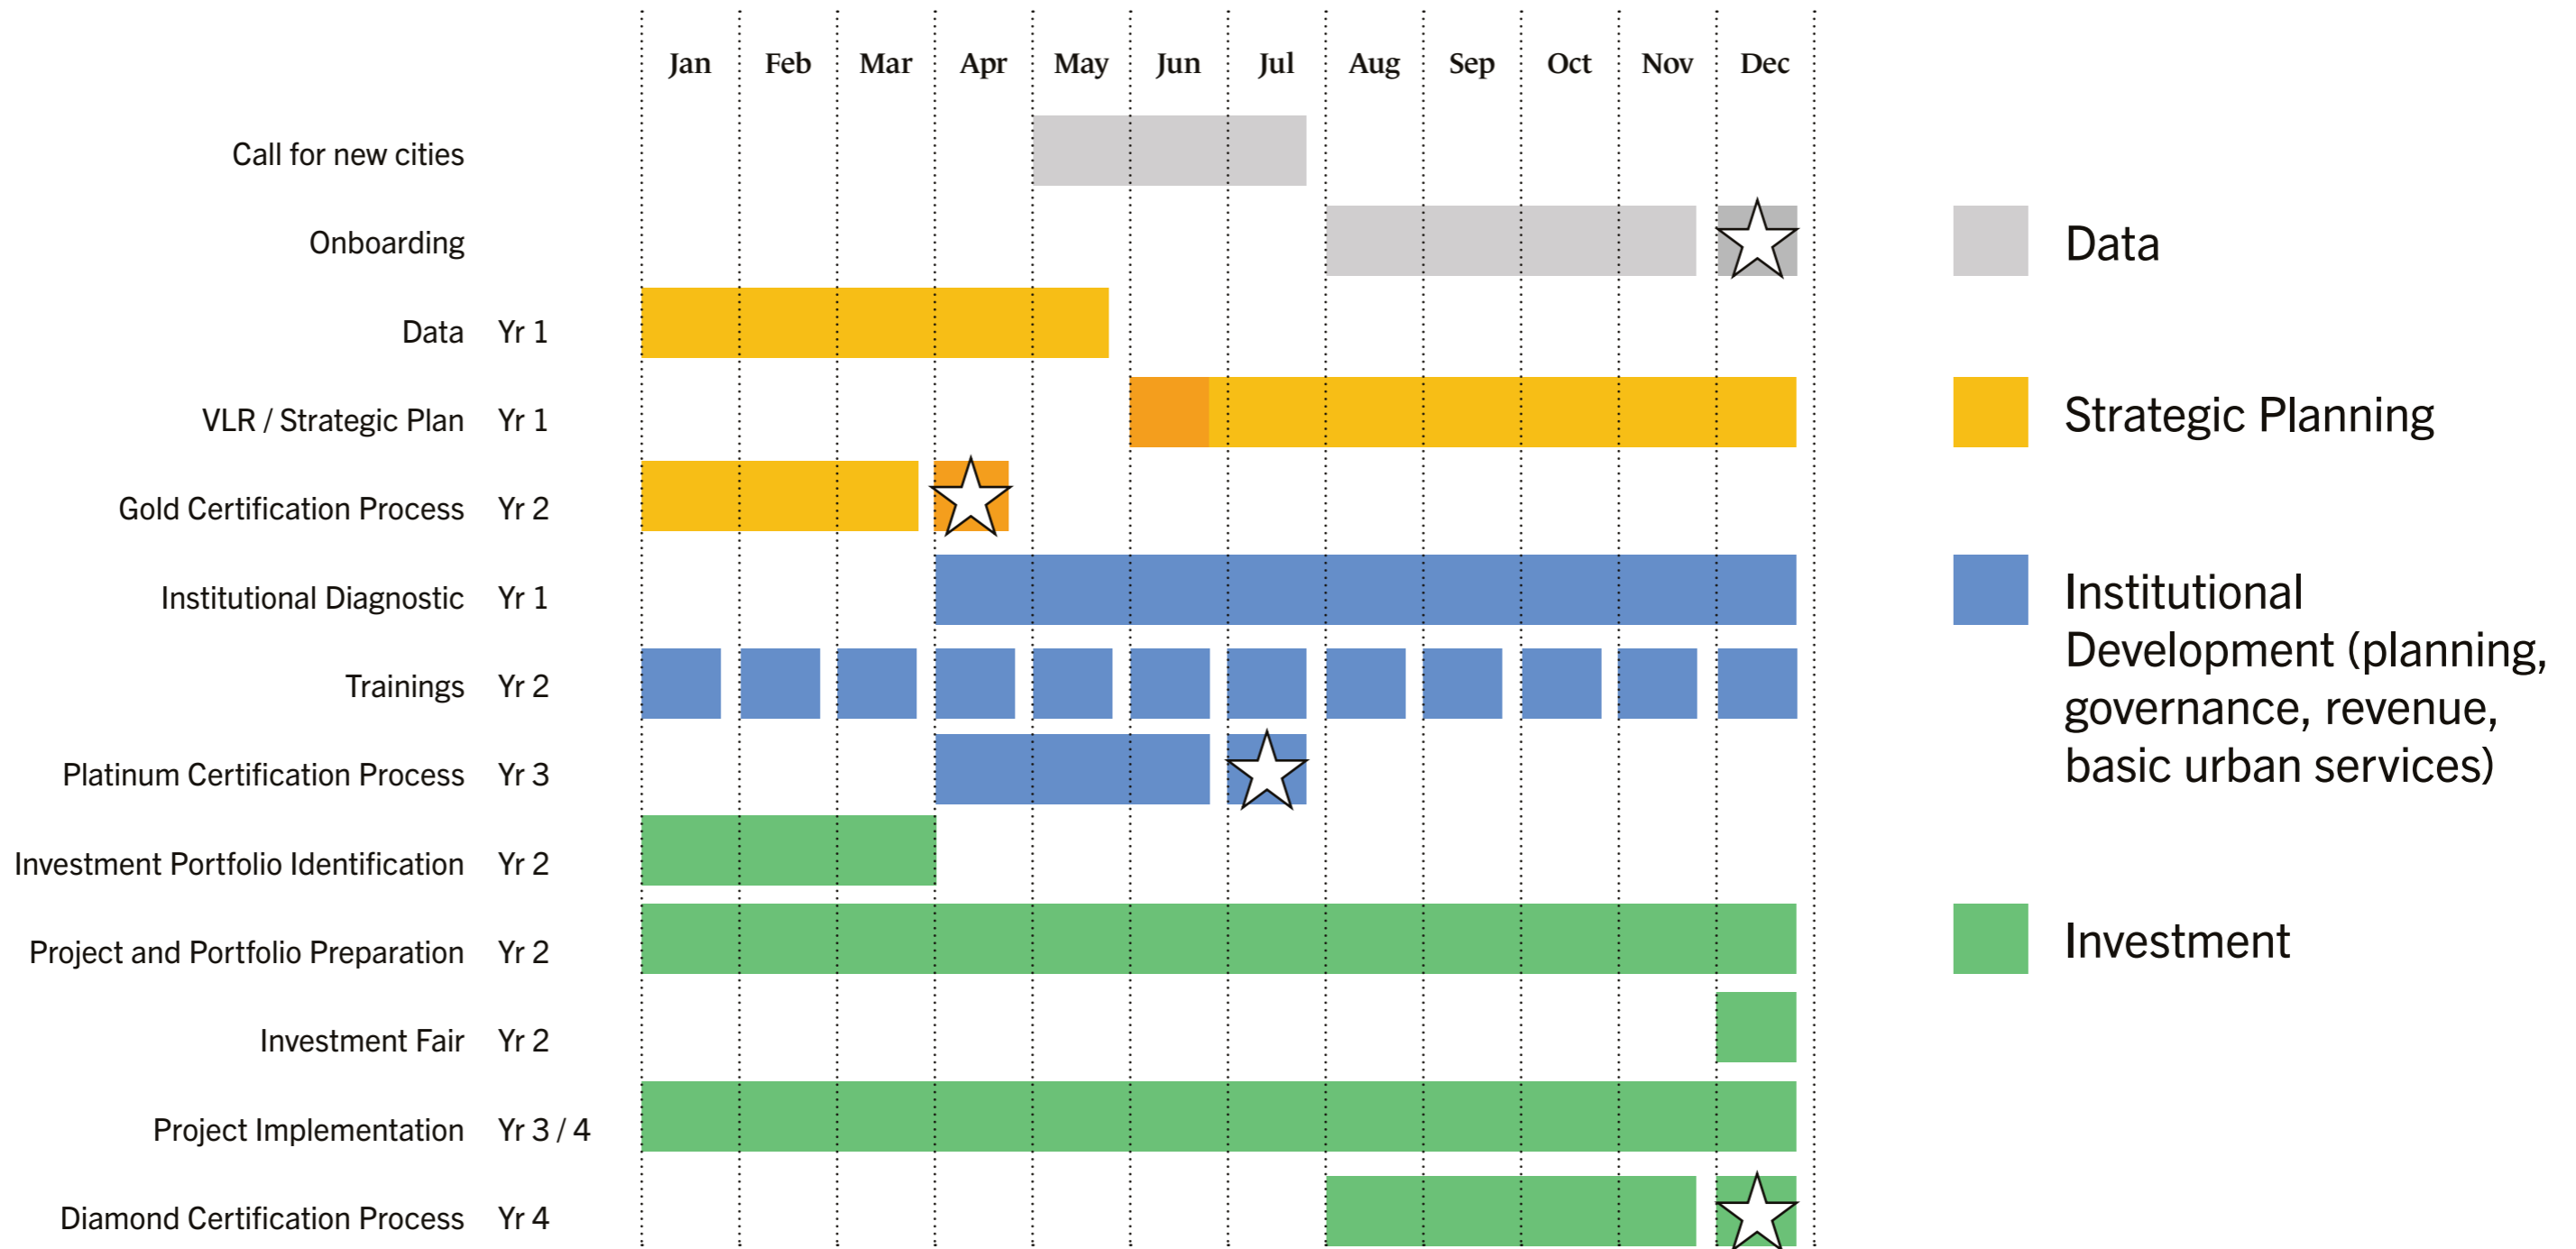 Jan Feb Mar Apr May Jun Jul Aug Sep Oct Nov Dec
Call for new cities
Onboarding
Data Yr 1
VLR / Strategic Plan Yr 1
Gold Certification Process Yr 2
Institutional Diagnostic Yr 1
Trainings Yr 2
Platinum Certification Process Yr 3
Investment Portfolio Identification Yr 2
Project and Portfolio Preparation Yr 2
Investment Fair Yr 2
Project Implementation Yr 3 / 4
Diamond Certification Process Yr 4
Data
Strategic Planning
Institutional
Development (planning,
governance, revenue,
basic urban services)
Investment